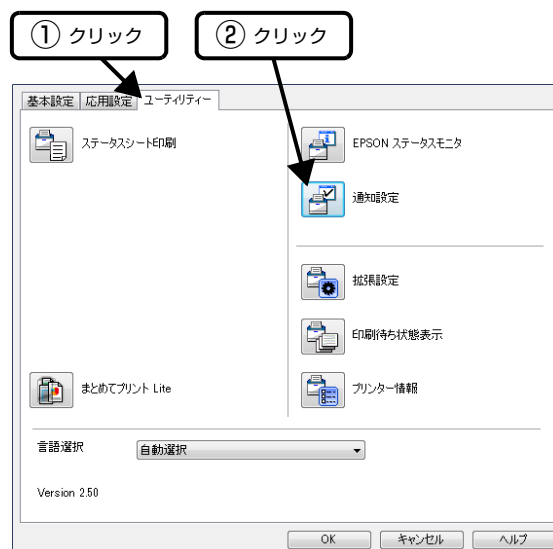 ① クリック
② クリック
基本設定 応用設定 ユーティリティー
ステータスシート印刷
EPSON ステータスモニタ
通知設定
拡張設定
印刷待ち状態表示
まとめてプリント Lite
プリンター情報
言語選択 自動選択
Version 2.50
OK キャンセル ヘルプ